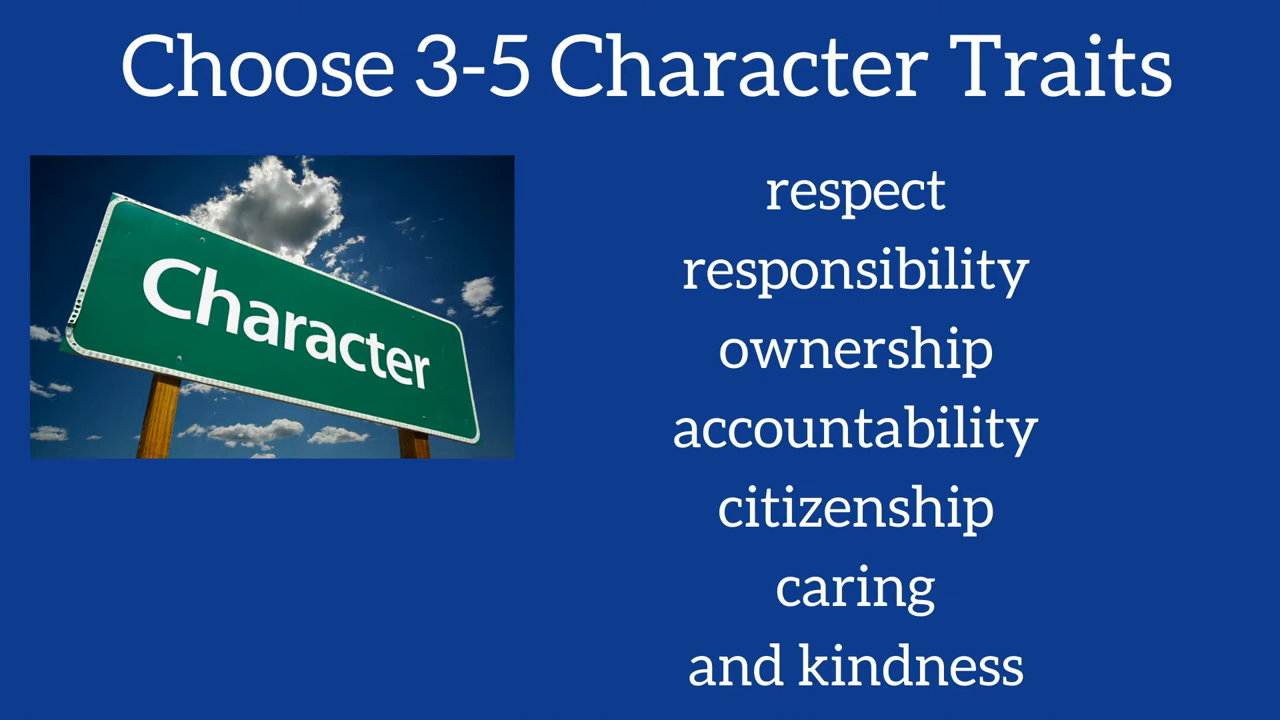 Choose 3-5 Character Traits
Character
respect
responsibility
ownership
accountability
citizenship
caring
and kindness